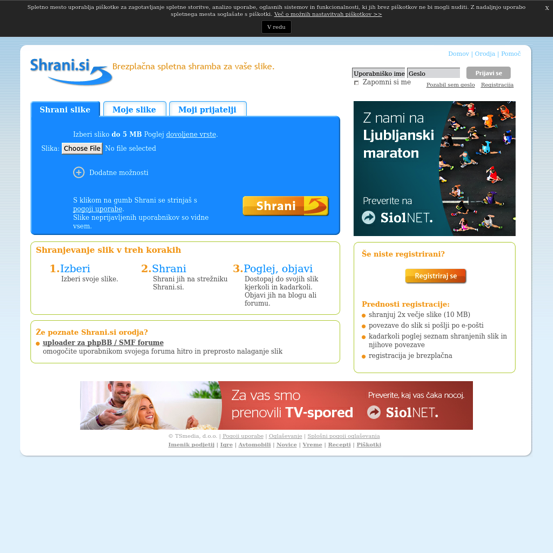 Spletno mesto uporablja piškotke za zagotavljanje spletne storitve, analizo uporabe, oglasnih sistemov in funkcionalnosti, ki jih brez piškotkov ne bi mogli nuditi. Z nadaljnjo uporabo
spletnega mesta soglašate s piškotki. Več o možnih nastavitvah piškotkov >>
x
V redu
Domov | Orodja | Pomoč
Shrani.si
Brezplačna spletna shramba za vaše slike.
Uporabniško ime Geslo Prijavi se
Zapomni si me
Pozabil sem geslo Registracija
Shrani slike Moje slike Moji prijatelji
Izberi sliko do 5 MB Poglej dovoljene vrste.
Slika: Choose File No file selected
Dodatne možnosti
S klikom na gumb Shrani se strinjaš s
pogoji uporabe.
Slike neprijavljenih uporabnikov so vidne
vsem.
Shrani
Z nami na
Ljubljanski
maraton
Preverite na
SiolNET.
Shranjevanje slik v treh korakih
1.Izberi
Izberi svoje slike.
2.Shrani
Shrani jih na strežniku
Shrani.si.
3.Poglej, objavi
Dostopaj do svojih slik
kjerkoli in kadarkoli.
Objavi jih na blogu ali
forumu.
Še niste registrirani?
Registriraj se
Prednosti registracije:
shranjuj 2x večje slike (10 MB)
povezave do slik si pošlji po e-pošti
kadarkoli poglej seznam shranjenih slik in
njihove povezave
registracija je brezplačna
Že poznate Shrani.si orodja?
uploader za phpBB / SMF forume
omogočite uporabnikom svojega foruma hitro in preprosto nalaganje slik
Za vas smo
prenovili TV-spored
Preverite, kaj vas čaka nocoj.
SiolNET.
© TSmedia, d.o.o. | Pogoji uporabe | Oglaševanje | Splošni pogoji oglaševanja
Imenik podjetij | Igre | Avtomobili | Novice | Vreme | Recepti | Piškotki